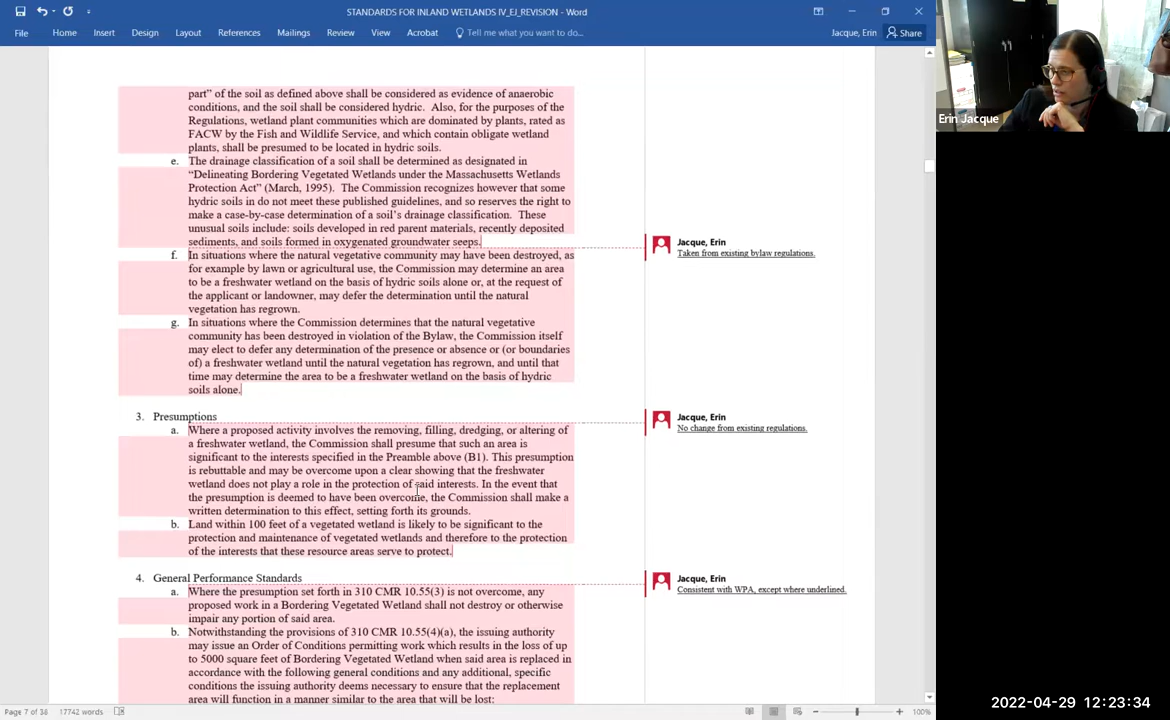 STANDARDS FOR INLAND WETLANDS IV_EJ_REVISION - Word
File Home Insert Design Layout References Mailings Review View Acrobat Tell me what you want to do... Jacque, Erin Share
part” of the soil as defined above shall be considered as evidence of anaerobic
conditions, and the soil shall be considered hydric. Also, for the purposes of the
Regulations, wetland plant communities which are dominated by plants, rated as
FACW by the Fish and Wildlife Service, and which contain obligate wetland
plants, shall be presumed to be located in hydric soils.
e. The drainage classification of a soil shall be determined as designated in
“Delineating Bordering Vegetated Wetlands under the Massachusetts Wetlands
Protection Act” (March, 1995). The Commission recognizes however that some
hydric soils in do not meet these published guidelines, and so reserves the right to
make a case-by-case determination of a soil’s drainage classification. These
unusual soils include: soils developed in red parent materials, recently deposited
sediments, and soils formed in oxygenated groundwater seeps.
f. In situations where the natural vegetative community may have been destroyed, as
for example by lawn or agricultural use, the Commission may determine an area
to be a freshwater wetland on the basis of hydric soils alone or, at the request of
the applicant or landowner, may defer the determination until the natural
vegetation has regrown.
g. In situations where the Commission determines that the natural vegetative
community has been destroyed in violation of the Bylaw, the Commission itself
may elect to defer any determination of the presence or absence or (or boundaries
of) a freshwater wetland until the natural vegetation has regrown, and until that
time may determine the area to be a freshwater wetland on the basis of hydric
soils alone.
3. Presumptions
a. Where a proposed activity involves the removing, filling, dredging, or altering of
a freshwater wetland, the Commission shall presume that such an area is
significant to the interests specified in the Preamble above (B1). This presumption
is rebuttable and may be overcome upon a clear showing that the freshwater
wetland does not play a role in the protection of said interests. In the event that
the presumption is deemed to have been overcome, the Commission shall make a
written determination to this effect, setting forth its grounds.
b. Land within 100 feet of a vegetated wetland is likely to be significant to the
protection and maintenance of vegetated wetlands and therefore to the protection
of the interests that these resource areas serve to protect.
4. General Performance Standards
a. Where the presumption set forth in 310 CMR 10.55(3) is not overcome, any
proposed work in a Bordering Vegetated Wetland shall not destroy or otherwise
impair any portion of said area.
b. Notwithstanding the provisions of 310 CMR 10.55(4)(a), the issuing authority
may issue an Order of Conditions permitting work which results in the loss of up
to 5000 square feet of Bordering Vegetated Wetland when said area is replaced in
accordance with the following general conditions and any additional, specific
conditions the issuing authority deems necessary to ensure that the replacement
area will function in a manner similar to the area that will be lost:
Jacque, Erin
Taken from existing bylaw regulations.
Jacque, Erin
No change from existing regulations.
Jacque, Erin
Consistent with WPA, except where underlined.
Page 7 of 38 17742 words 100%
Erin Jacque
2022-04-29 12:23:34